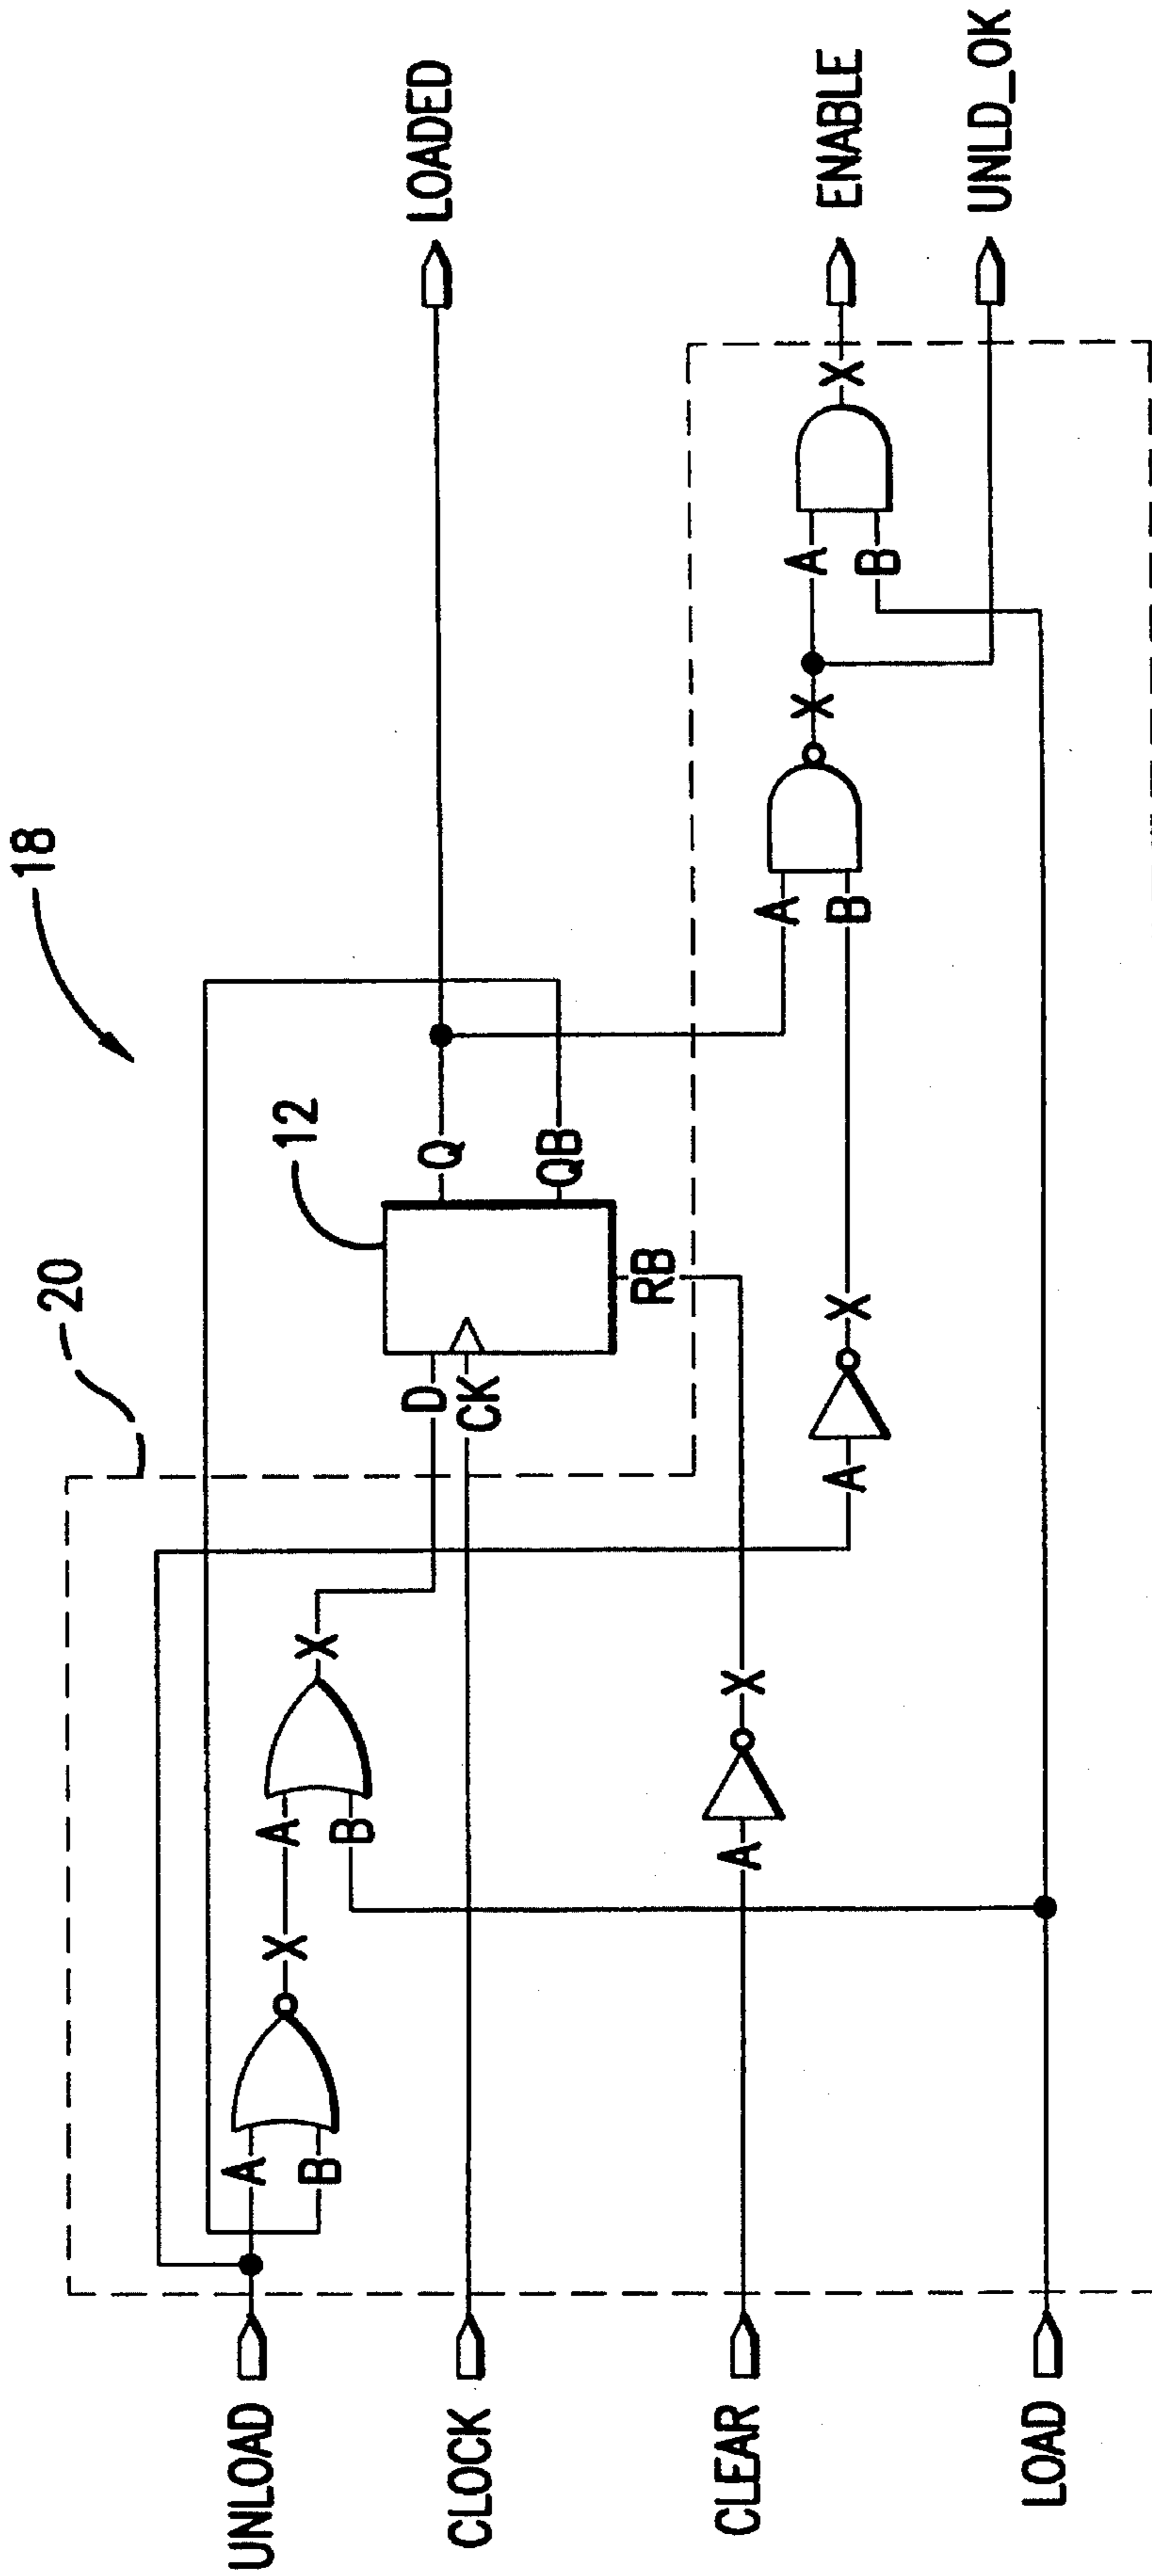 18
20
12
UNLOAD
A
B
X
A
B
X
D
CK
Q
QB
RB
LOADED
CLOCK
CLEAR
A
X
A
X
A
B
X
A
B
X
ENABLE
UNLD_OK
LOAD